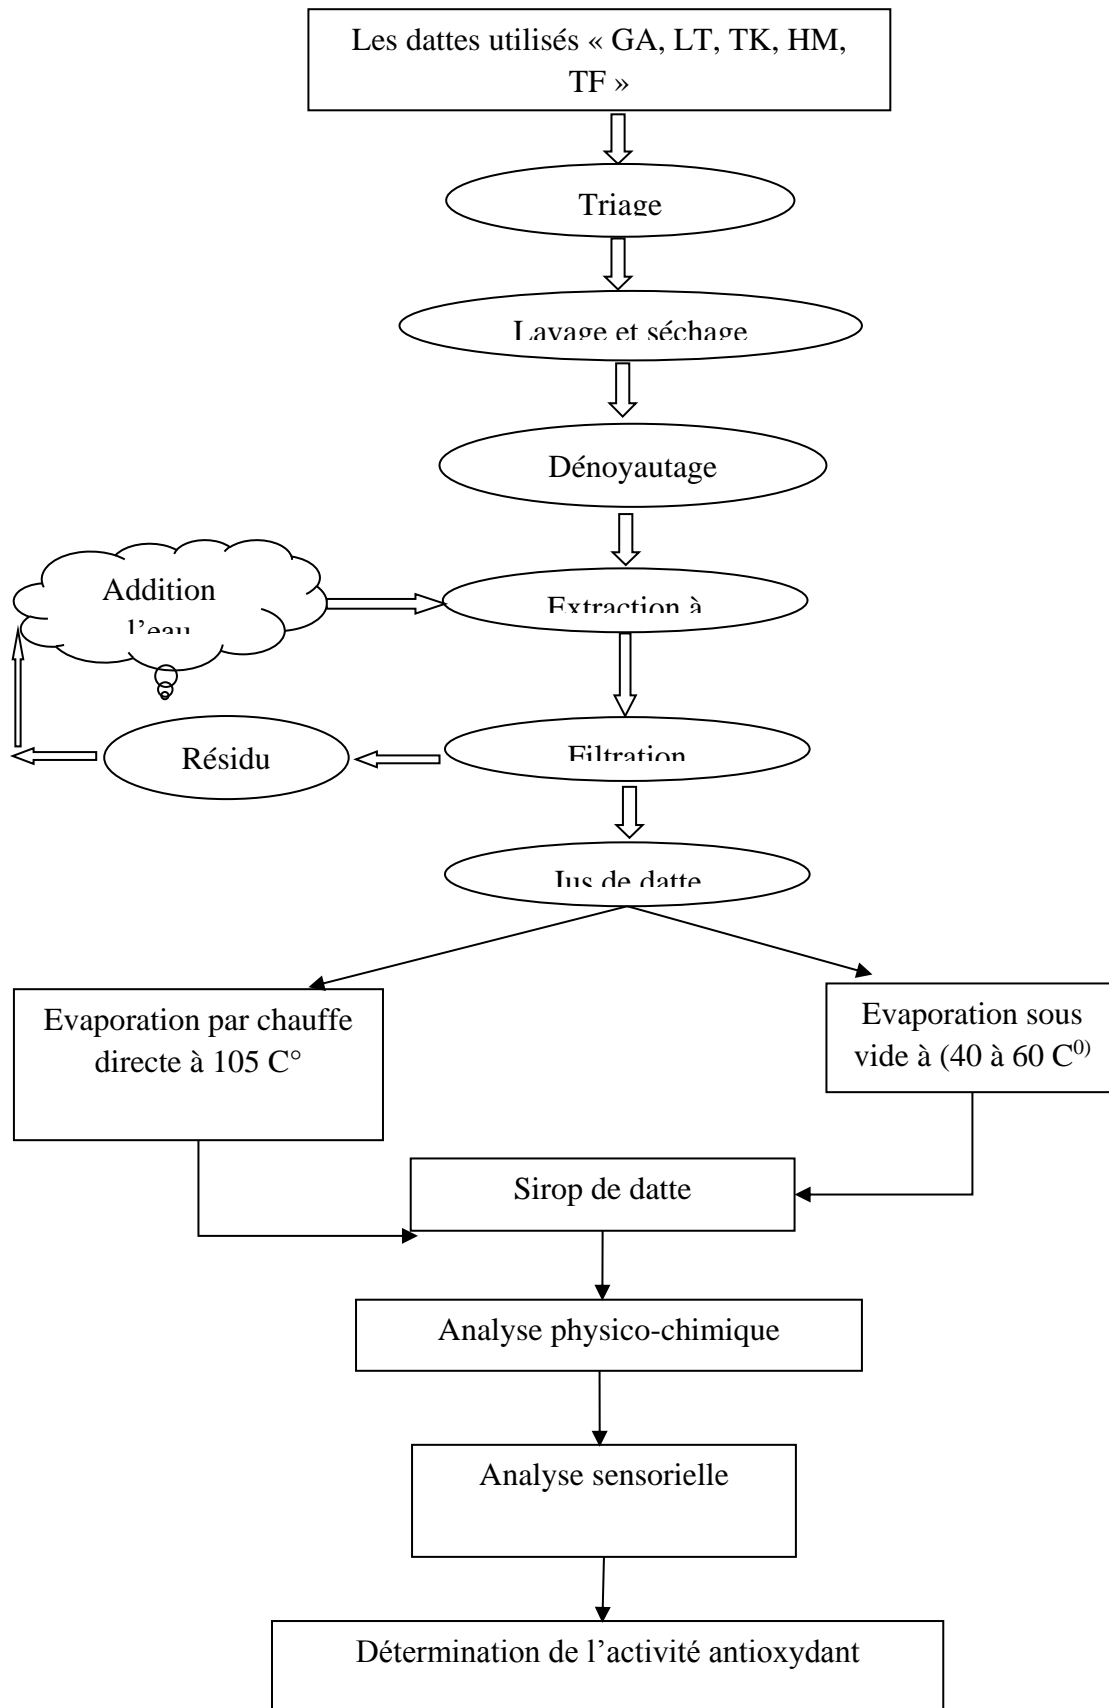 Les dattes utilisés « GA, LT, TK, HM,
TF »
Triage
Lavage et séchage
Dénoyautage
Addition
l’eau
Extraction à
Résidu
Filtration
Jus de datte
Evaporation par chauffe
directe à 105 C°
Evaporation sous
vide à (40 à 60 C⁰⁾
Sirop de datte
Analyse physico-chimique
Analyse sensorielle
Détermination de l’activité antioxydant